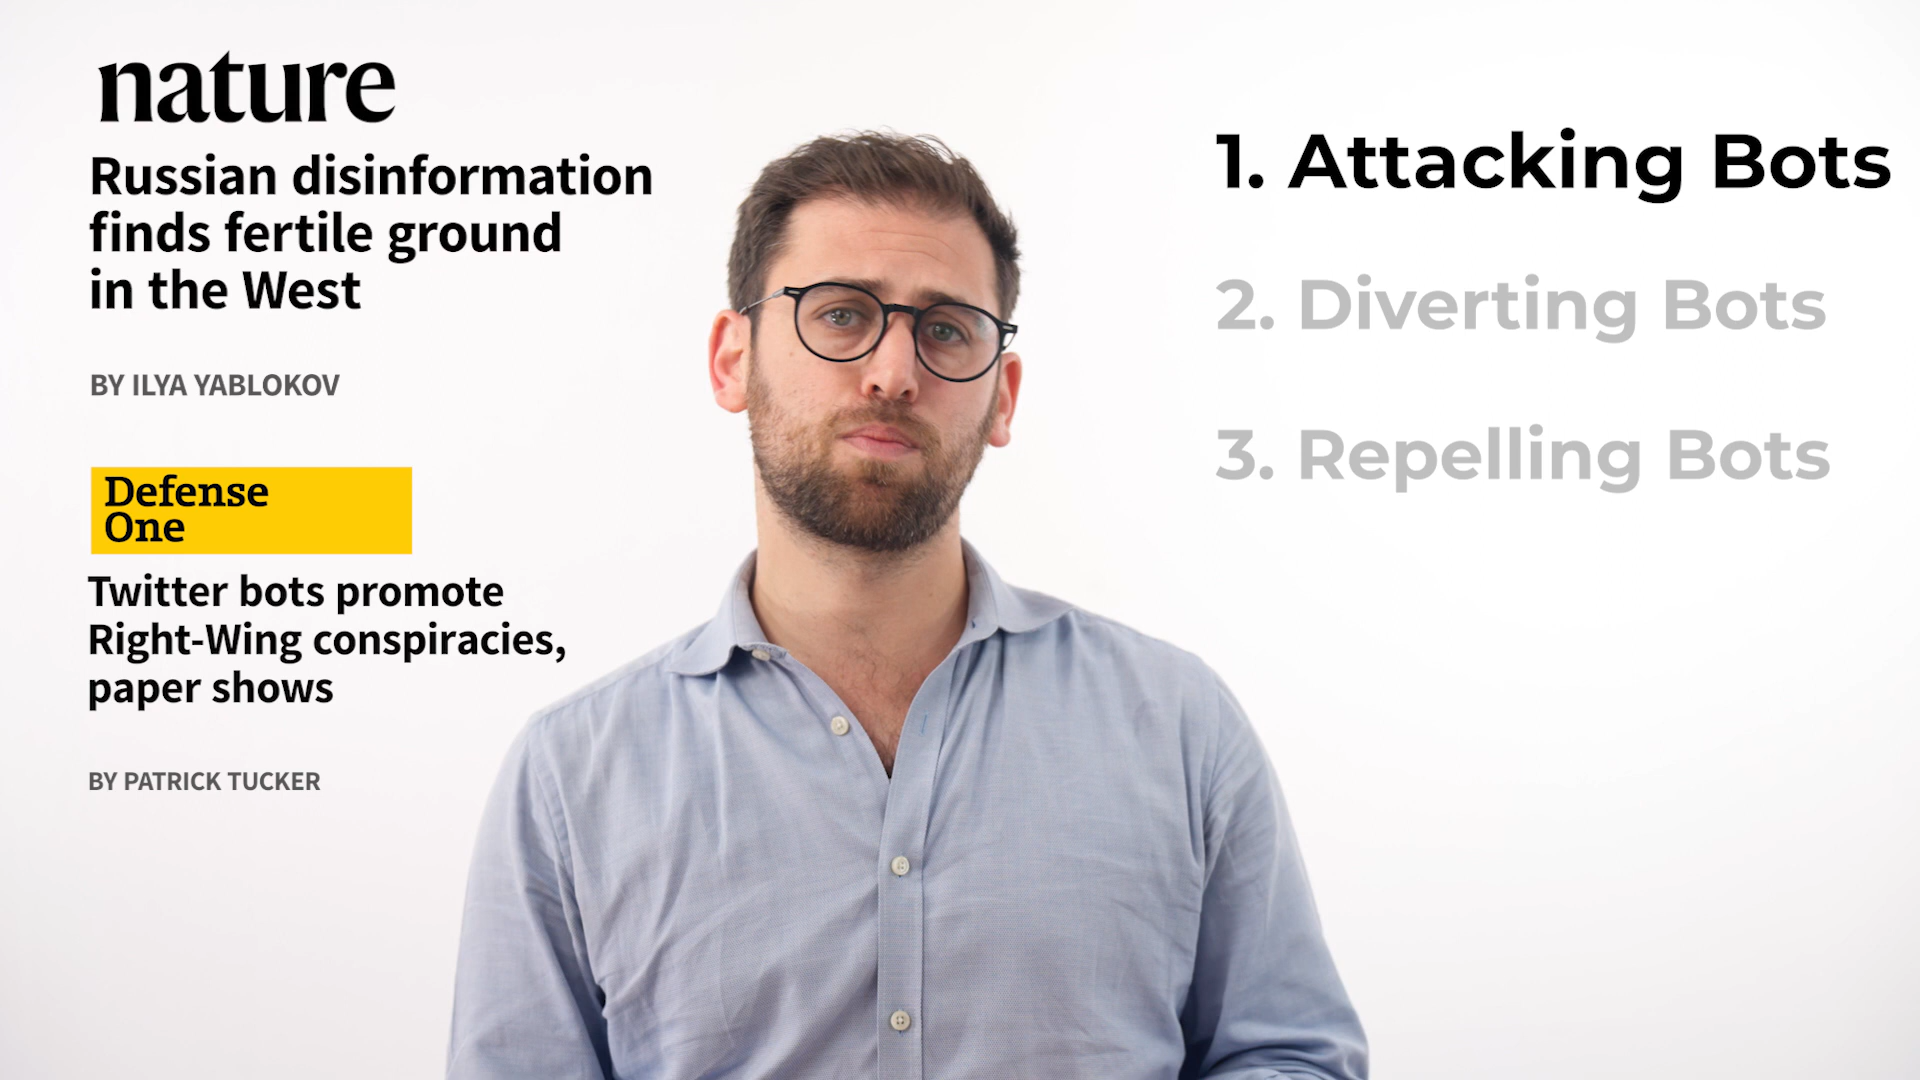 nature
Russian disinformation
finds fertile ground
in the West
BY ILYA YABLOKOV
Defense
One
Twitter bots promote
Right-Wing conspiracies,
paper shows
BY PATRICK TUCKER
1. Attacking Bots
2. Diverting Bots
3. Repelling Bots